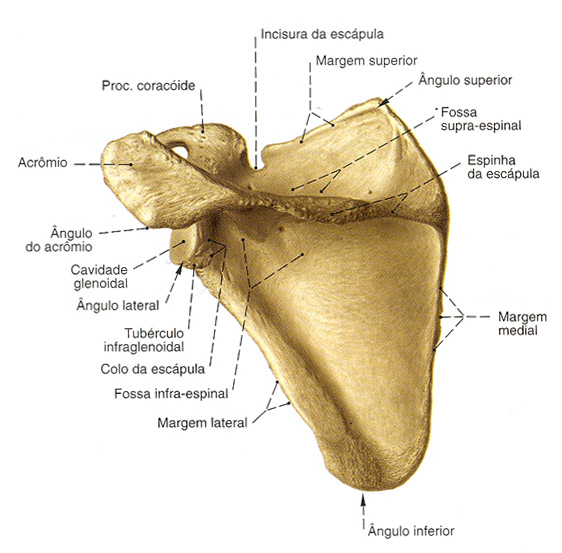 Incisura da escápula
Margem superior
Ângulo superior
Proc. coracóide
Fossa
supra-espinal
Acrômio
Espinha
da escápula
Ângulo
do acrômio
Cavidade
glenoidal
Ângulo lateral
Margem
medial
Tubérculo
infraglenoidal
Colo da escápula
Fossa infra-espinal
Margem lateral
Ângulo inferior